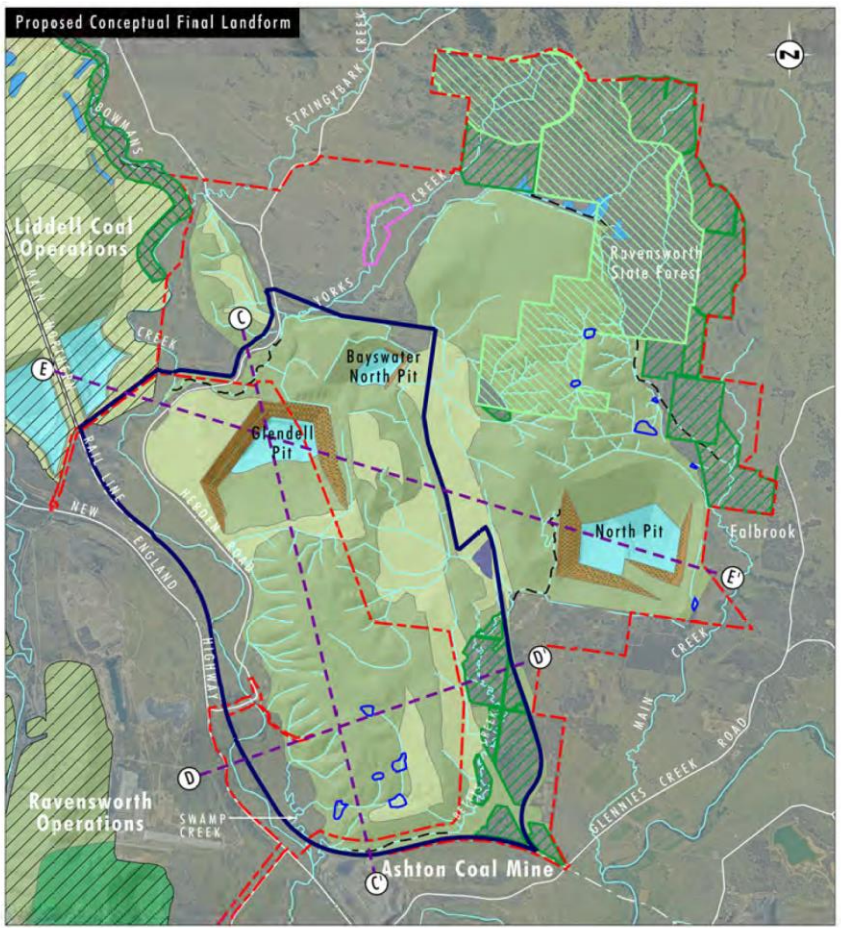 Proposed Conceptual Final Landform
STRINGYBARK CREEK
Z
BOWMANS
CREEK
Liddell Coal
Operations
YORKS
CREEK
Ravensworth
State Forest
MAIN
C
E
Bayswater
North Pit
Glendell
Pit
RAIL LINE
NEW
ENGLAND
HIGHWAY
HEBDEN ROAD
North Pit
Falbrook
E'
D'
MAIN
CREEK
D
CREEK
GLENNIES CREEK ROAD
Ravensworth
Operations
SWAMP
CREEK
C'
Ashton Coal Mine